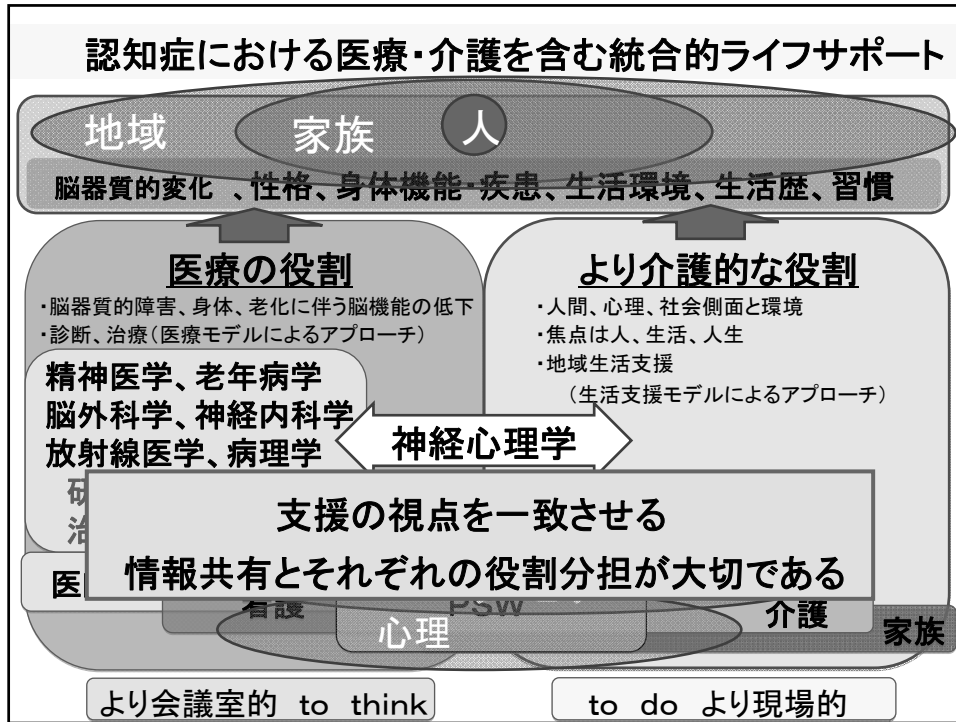 認知症における医療・介護を含む統合的ライフサポート
地域 家族 人
脳器質的変化 、性格、身体機能・疾患、生活環境、生活歴、習慣
医療の役割
・脳器質的障害、身体、老化に伴う脳機能の低下
・診断、治療(医療モデルによるアプローチ)
精神医学、老年病学
脳外科学、神経内科学
放射線医学、病理学
研
治
より介護的な役割
・人間、心理、社会側面と環境
・焦点は人、生活、人生
・地域生活支援
(生活支援モデルによるアプローチ)
神経心理学
支援の視点を一致させる
情報共有とそれぞれの役割分担が大切である
医
看護
PSW
介護
心理
家族
より会議室的 to think
to do より現場的